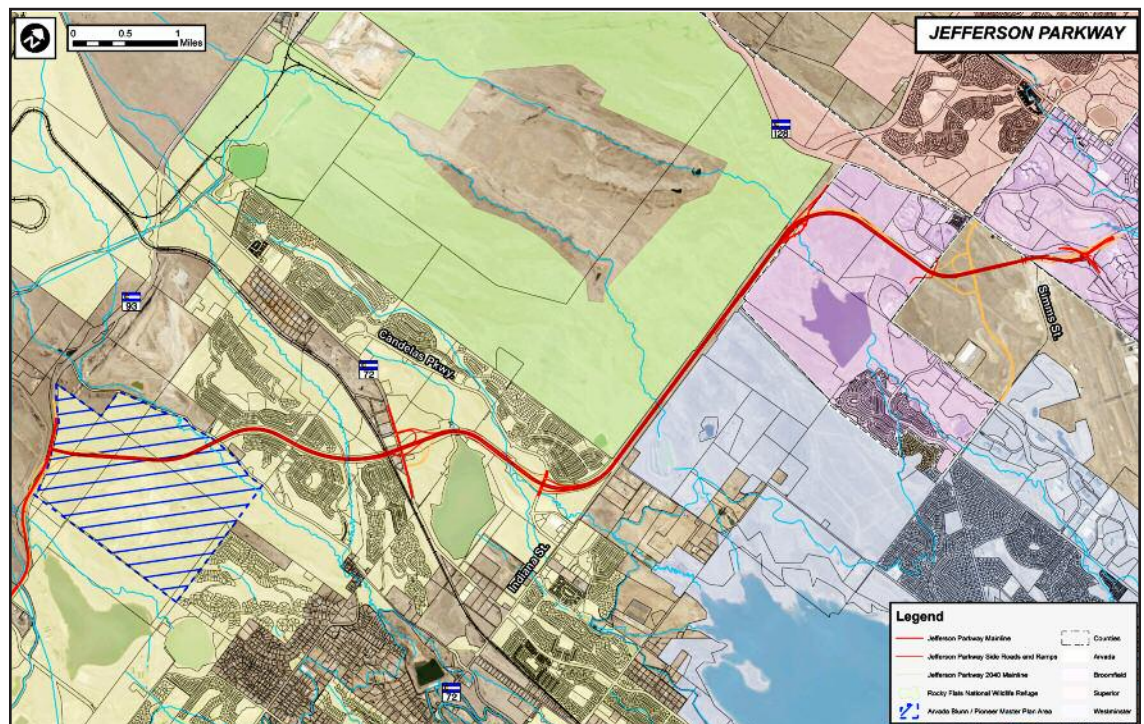 JEFFERSON PARKWAY
0 0.5 1
Miles
128
93
Simms St.
Candelas Pkwy.
72
Indiana St.
72
Legend
Jefferson Parkway Mainline
Jefferson Parkway Side Roads and Ramps
Jefferson Parkway 2040 Mainline
Rocky Flats National Wildlife Refuge
Arvada Blunn / Pioneer Master Plan Area
Counties
Arvada
Broomfield
Superior
Westminster